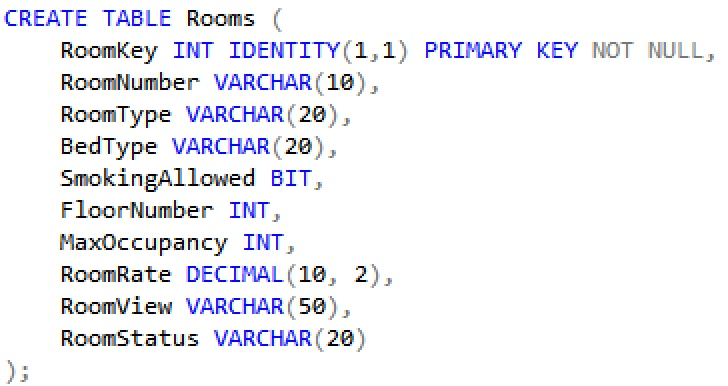 CREATE TABLE Rooms (
    RoomKey INT IDENTITY(1,1) PRIMARY KEY NOT NULL,
    RoomNumber VARCHAR(10),
    RoomType VARCHAR(20),
    BedType VARCHAR(20),
    SmokingAllowed BIT,
    FloorNumber INT,
    MaxOccupancy INT,
    RoomRate DECIMAL(10, 2),
    RoomView VARCHAR(50),
    RoomStatus VARCHAR(20)
);